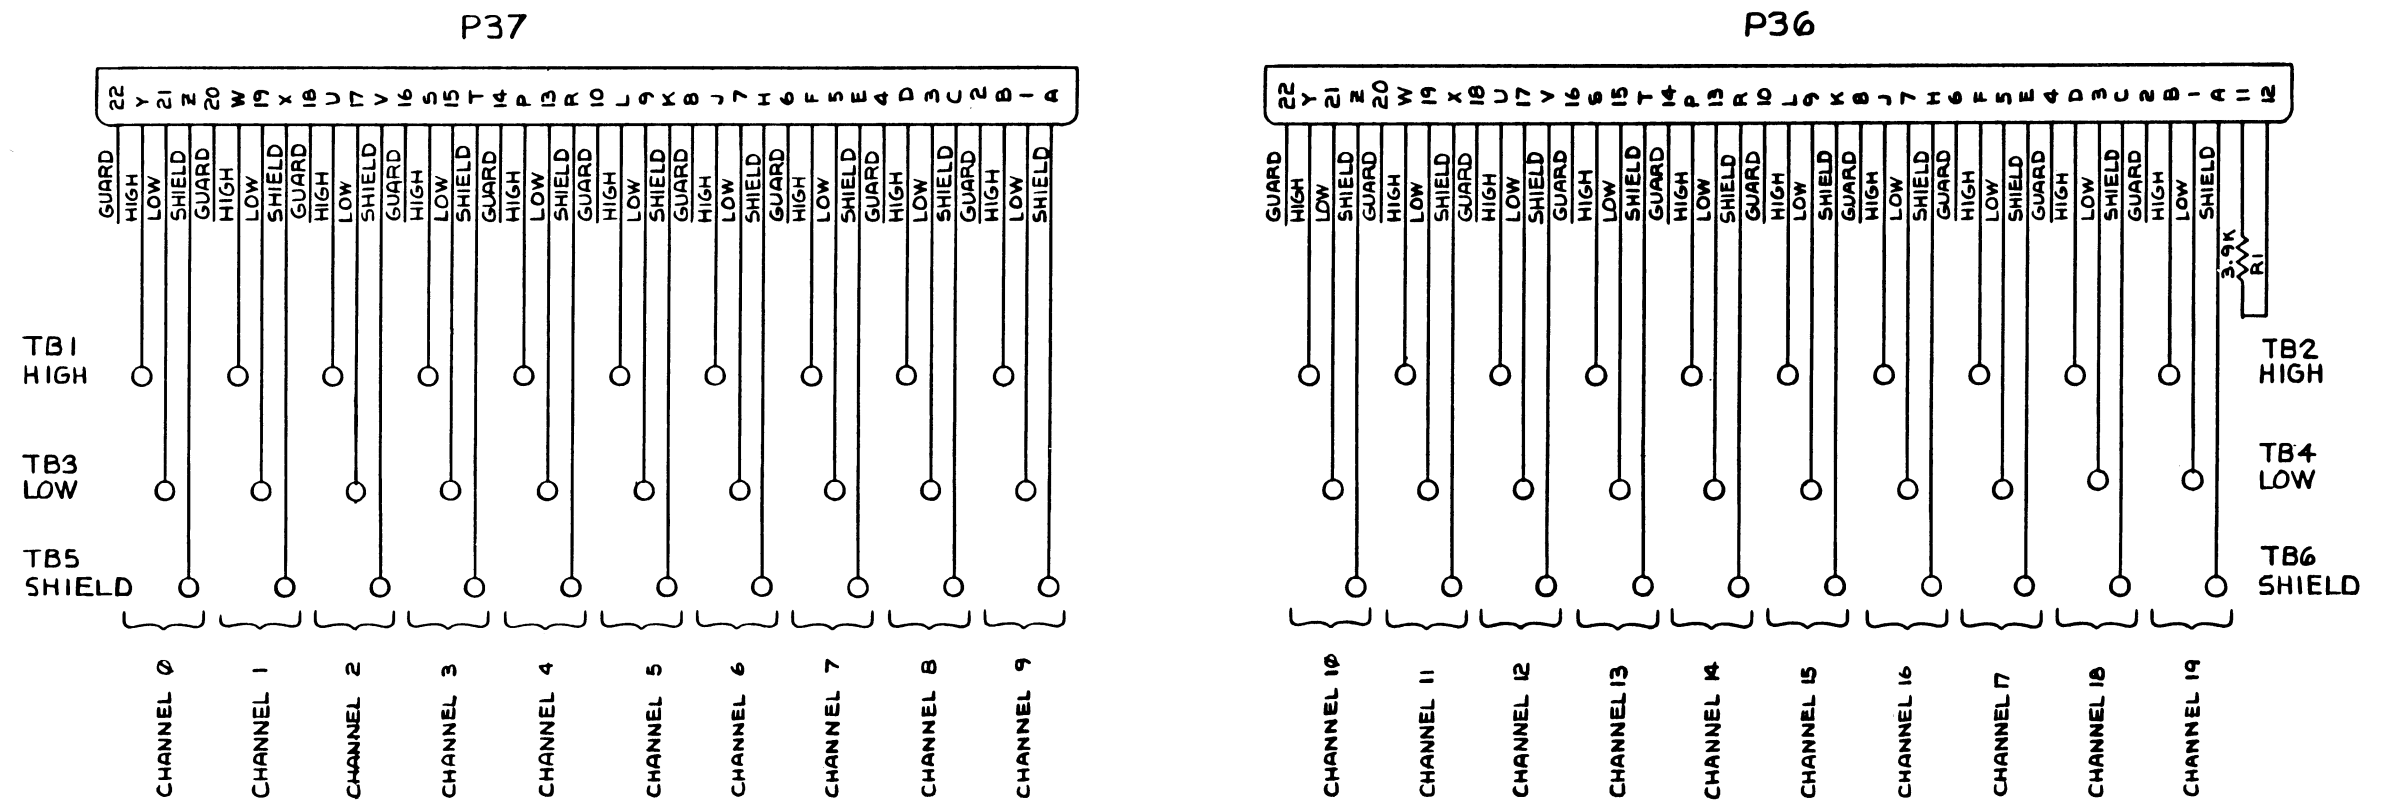 P37
P36
22 Y 21 Z 20 W 19 X 18 U 17 V 16 S 15 T 14 P 13 R 10 L 9 K 8 J 7 H 6 F 5 E 4 D 3 C 2 B 1 A
22 Y 21 Z 20 W 19 X 18 U 17 V 16 S 15 T 14 P 13 R 10 L 9 K 8 J 7 H 6 F 5 E 4 D 3 C 2 B 1 A 11 12
GUARD HIGH LOW SHIELD GUARD HIGH LOW SHIELD GUARD HIGH LOW SHIELD GUARD HIGH LOW SHIELD GUARD HIGH LOW SHIELD GUARD HIGH LOW SHIELD GUARD HIGH LOW SHIELD GUARD HIGH LOW SHIELD GUARD HIGH LOW SHIELD GUARD HIGH LOW SHIELD
GUARD HIGH LOW SHIELD GUARD HIGH LOW SHIELD GUARD HIGH LOW SHIELD GUARD HIGH LOW SHIELD GUARD HIGH LOW SHIELD GUARD HIGH LOW SHIELD GUARD HIGH LOW SHIELD GUARD HIGH LOW SHIELD GUARD HIGH LOW SHIELD GUARD HIGH LOW SHIELD
3.9K
R1
TB1
HIGH
TB2
HIGH
TB3
LOW
TB4
LOW
TB5
SHIELD
TB6
SHIELD
CHANNEL 0
CHANNEL 1
CHANNEL 2
CHANNEL 3
CHANNEL 4
CHANNEL 5
CHANNEL 6
CHANNEL 7
CHANNEL 8
CHANNEL 9
CHANNEL 10
CHANNEL 11
CHANNEL 12
CHANNEL 13
CHANNEL 14
CHANNEL 15
CHANNEL 16
CHANNEL 17
CHANNEL 18
CHANNEL 19